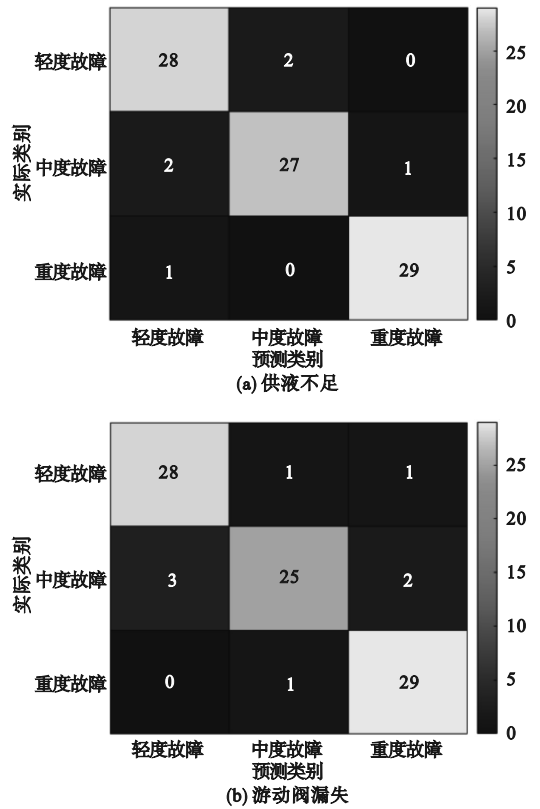 轻度故障 28 2 0
中度故障 2 27 1
重度故障 1 0 29
实际类别
25
20
15
10
5
0
轻度故障 中度故障 重度故障
预测类别
(a) 供液不足
轻度故障 28 1 1
中度故障 3 25 2
重度故障 0 1 29
实际类别
25
20
15
10
5
0
轻度故障 中度故障 重度故障
预测类别
(b) 游动阀漏失